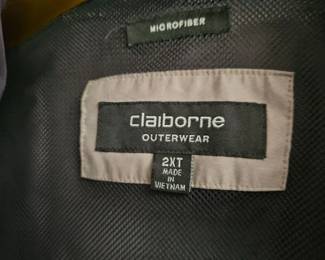 MICROFIBER
claiborne
OUTERWEAR
2XT
MADE
IN
VIETNAM